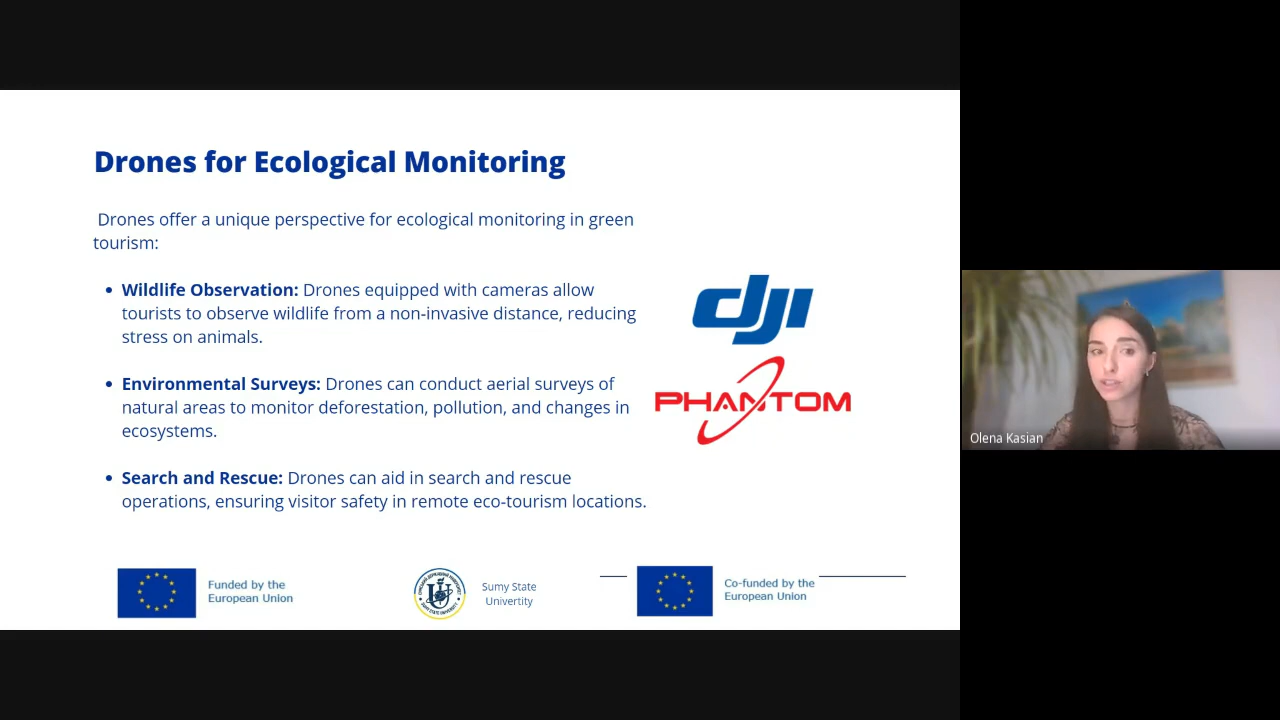 Drones for Ecological Monitoring
Drones offer a unique perspective for ecological monitoring in green
tourism:
• Wildlife Observation: Drones equipped with cameras allow
tourists to observe wildlife from a non-invasive distance, reducing
stress on animals.
• Environmental Surveys: Drones can conduct aerial surveys of
natural areas to monitor deforestation, pollution, and changes in
ecosystems.
• Search and Rescue: Drones can aid in search and rescue
operations, ensuring visitor safety in remote eco-tourism locations.
dji
PHANTOM
Funded by the
European Union
Sumy State
Univertity
Co-funded by the
European Union
Olena Kasian